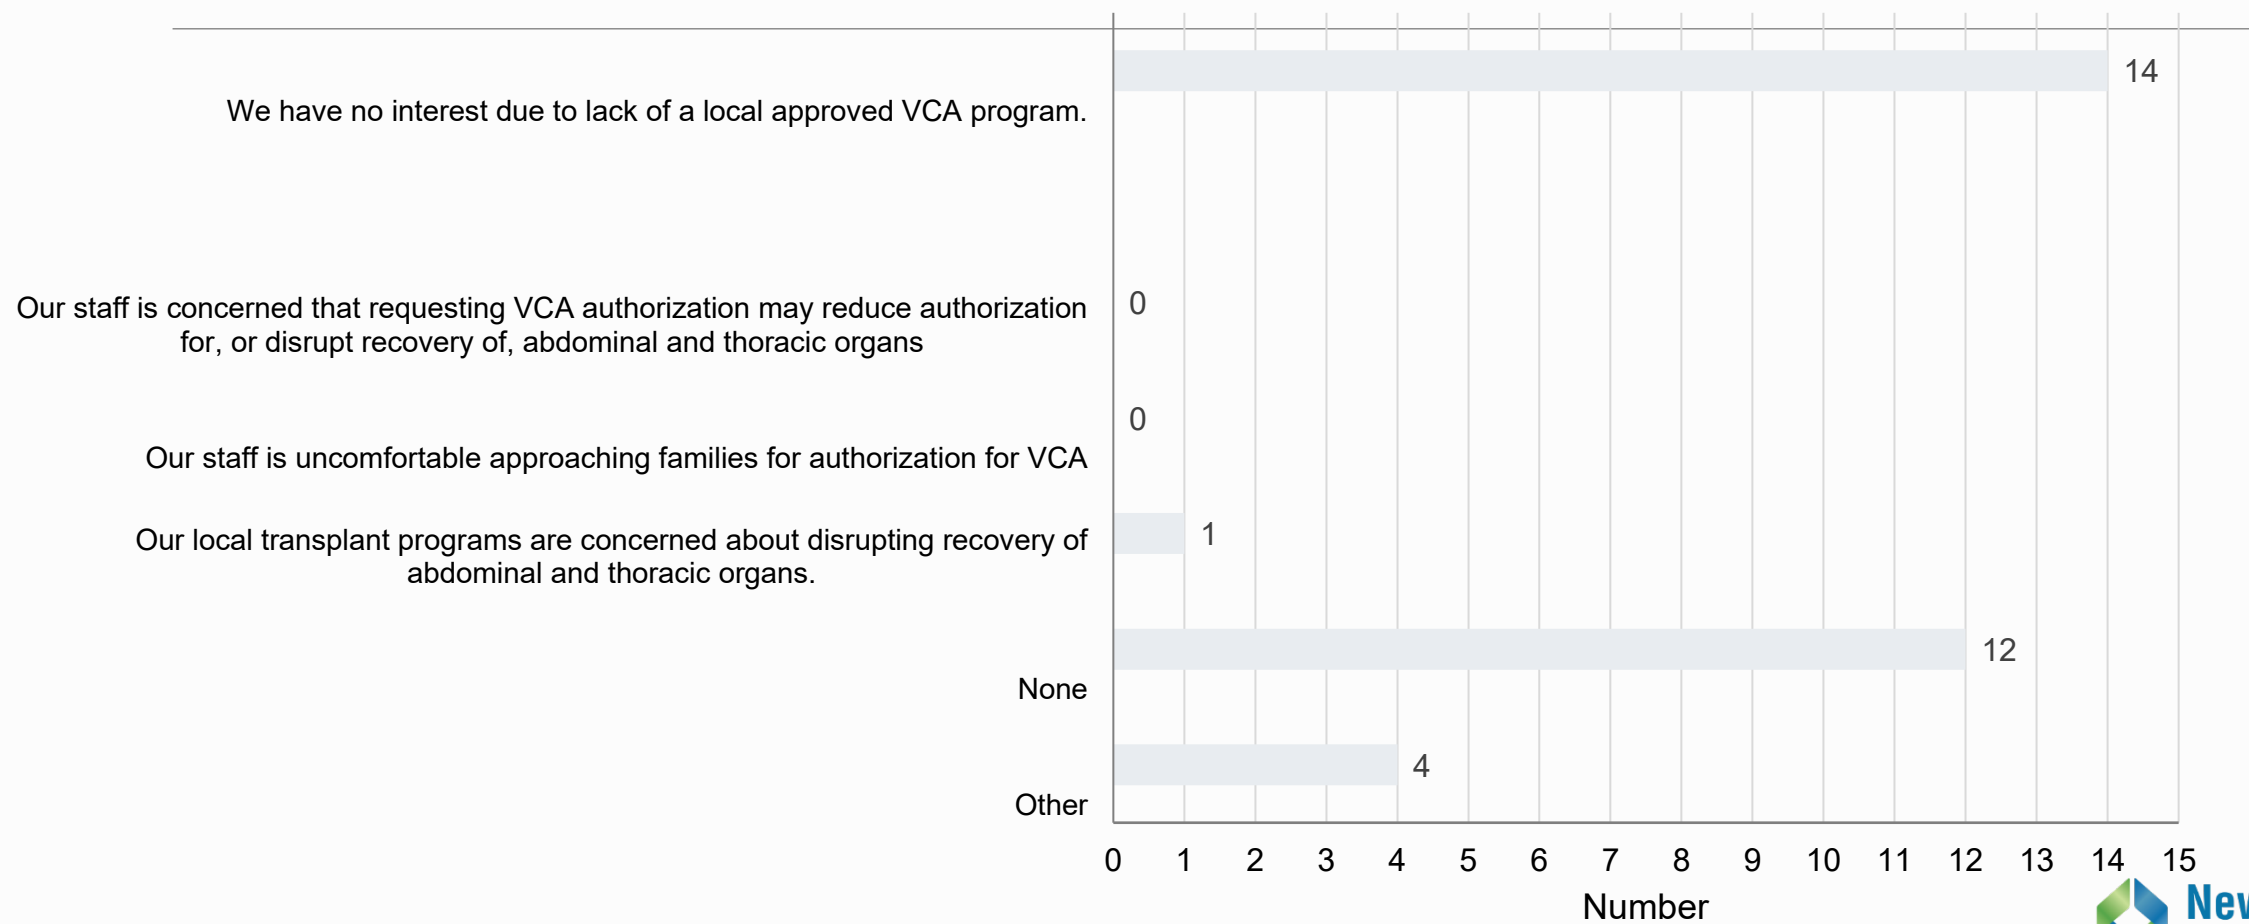 14
We have no interest due to lack of a local approved VCA program.
Our staff is concerned that requesting VCA authorization may reduce authorization
for, or disrupt recovery of, abdominal and thoracic organs
0
0
Our staff is uncomfortable approaching families for authorization for VCA
Our local transplant programs are concerned about disrupting recovery of
abdominal and thoracic organs.
1
12
None
4
Other
0 1 2 3 4 5 6 7 8 9 10 11 12 13 14 15
Number